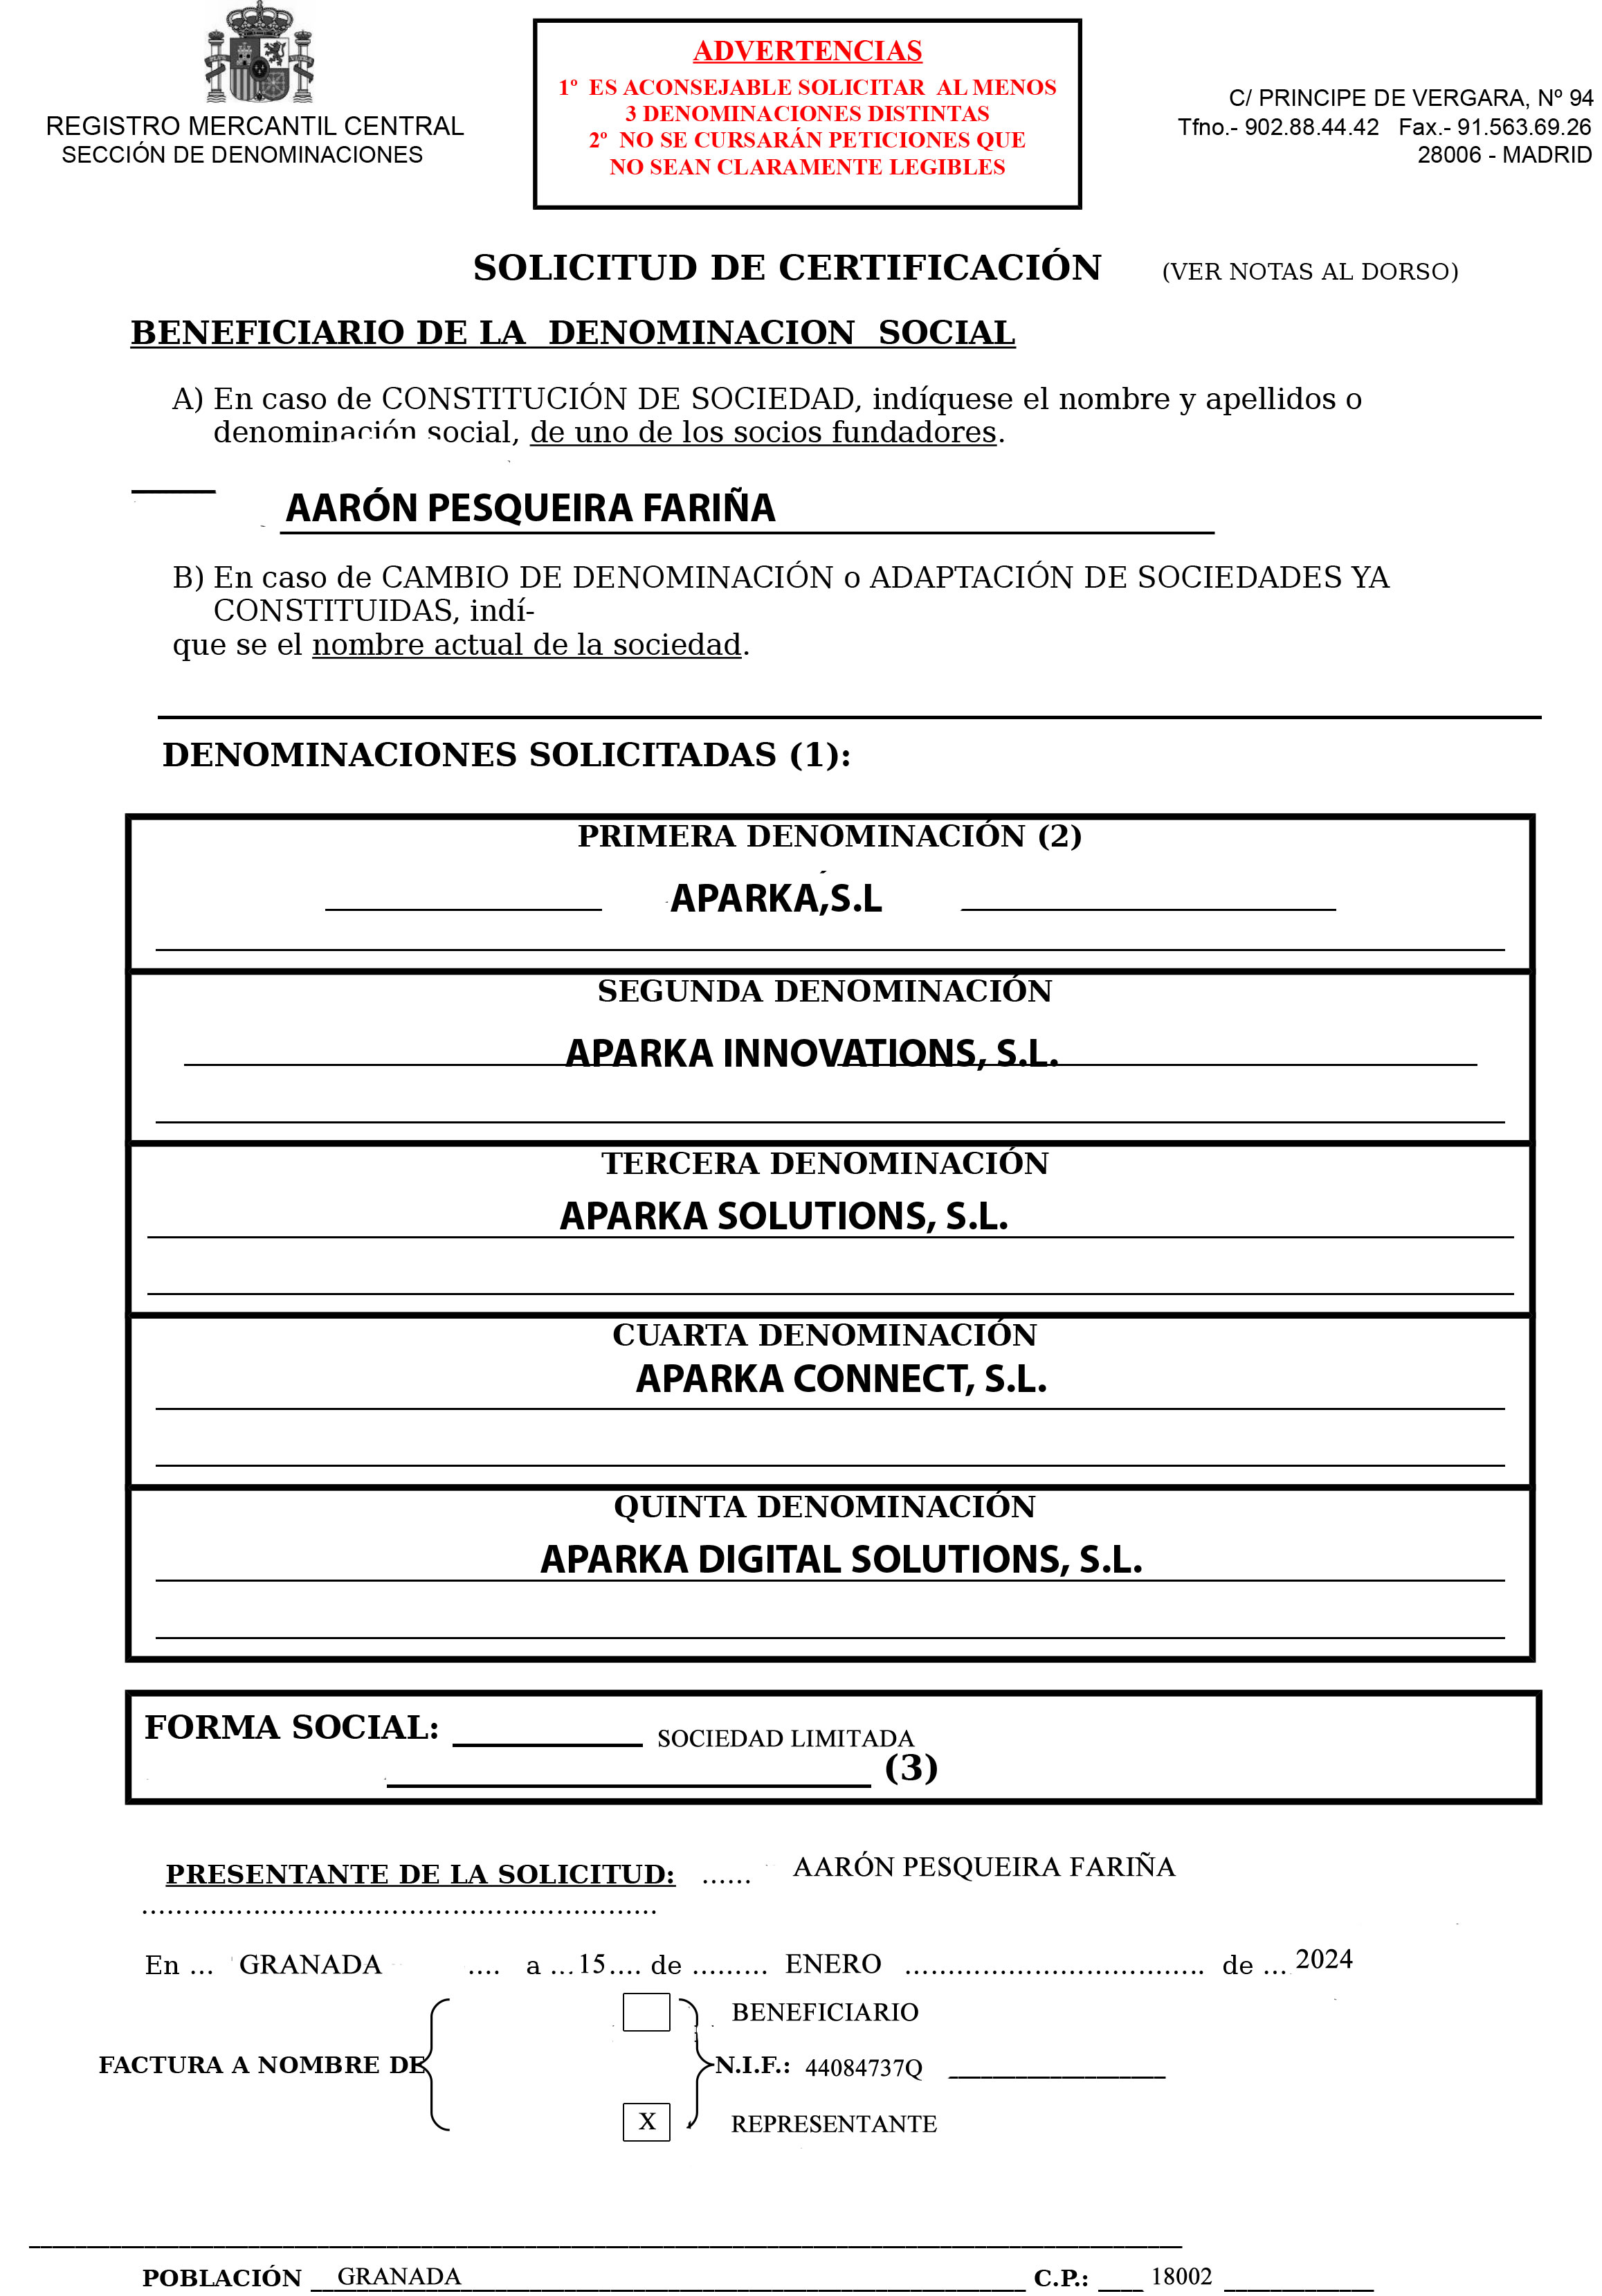 REGISTRO MERCANTIL CENTRAL
SECCIÓN DE DENOMINACIONES
ADVERTENCIAS
1º ES ACONSEJABLE SOLICITAR AL MENOS
3 DENOMINACIONES DISTINTAS
2º NO SE CURSARÁN PETICIONES QUE
NO SEAN CLARAMENTE LEGIBLES
C/ PRINCIPE DE VERGARA, Nº 94
Tfno.- 902.88.44.42 Fax.- 91.563.69.26
28006 - MADRID
SOLICITUD DE CERTIFICACIÓN (VER NOTAS AL DORSO)
BENEFICIARIO DE LA DENOMINACION SOCIAL
A) En caso de CONSTITUCIÓN DE SOCIEDAD, indíquese el nombre y apellidos o
denominación social, de uno de los socios fundadores.
AARÓN PESQUEIRA FARIÑA
B) En caso de CAMBIO DE DENOMINACIÓN o ADAPTACIÓN DE SOCIEDADES YA
CONSTITUIDAS, indí-
que se el nombre actual de la sociedad.
DENOMINACIONES SOLICITADAS (1):
PRIMERA DENOMINACIÓN (2)
APARKA,S.L
SEGUNDA DENOMINACIÓN
APARKA INNOVATIONS, S.L.
TERCERA DENOMINACIÓN
APARKA SOLUTIONS, S.L.
CUARTA DENOMINACIÓN
APARKA CONNECT, S.L.
QUINTA DENOMINACIÓN
APARKA DIGITAL SOLUTIONS, S.L.
FORMA SOCIAL: SOCIEDAD LIMITADA
(3)
PRESENTANTE DE LA SOLICITUD: ...... AARÓN PESQUEIRA FARIÑA
............................................................
En ... GRANADA .... a ...15.... de ......... ENERO ................................... de ... 2024
BENEFICIARIO
FACTURA A NOMBRE DE N.I.F.: 44084737Q
X REPRESENTANTE
POBLACIÓN GRANADA C.P.: 18002